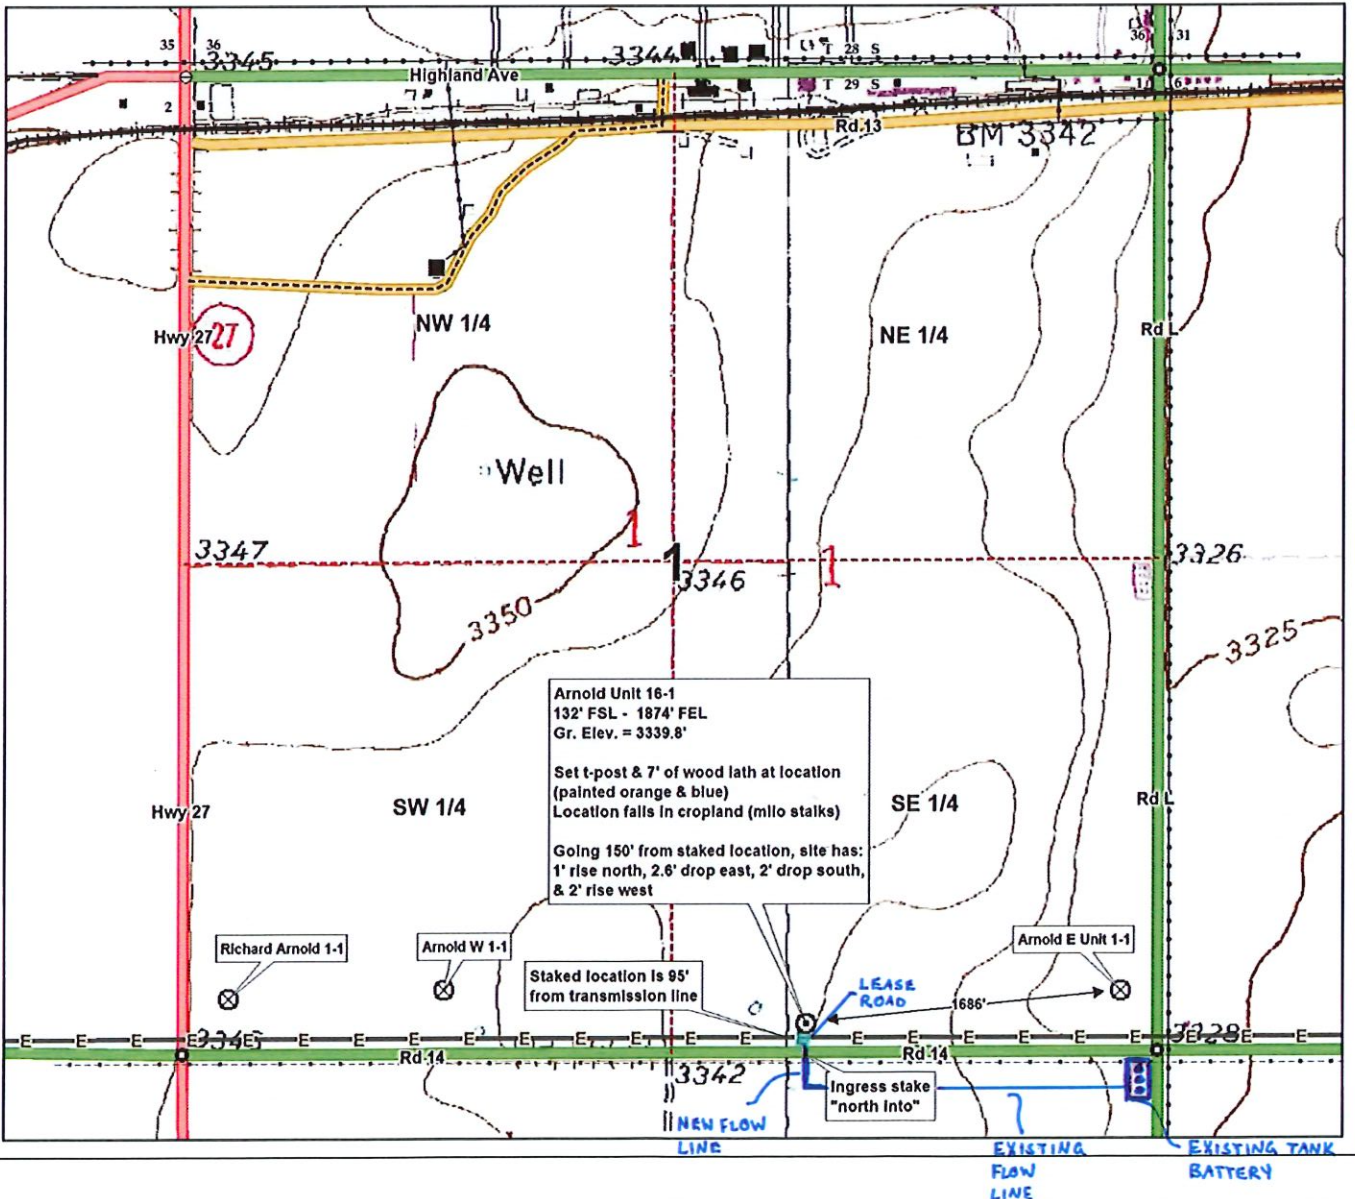 35 36
36 31
3345
3344
T 28 S
Highland Ave
2
1 6
T 29 S
Rd 13
BM 3342
NW 1/4
NE 1/4
Hwy 27
27
Rd L
Well
1
1
1
3347
3346
3326
3350
3325
Arnold Unit 16-1
132' FSL - 1874' FEL
Gr. Elev. = 3339.8'
Set t-post & 7' of wood lath at location
(painted orange & blue)
Location falls in cropland (milo stalks)
Going 150' from staked location, site has:
1' rise north, 2.6' drop east, 2' drop south,
& 2' rise west
SW 1/4
SE 1/4
Hwy 27
Rd L
Richard Arnold 1-1
Arnold W 1-1
Arnold E Unit 1-1
Staked location is 95'
from transmission line
LEASE
ROAD
1686'
E E E E E E E E E E E E
3328
Rd 14
Rd 14
3342
Ingress stake
"north into"
NEW FLOW
LINE
EXISTING
FLOW
LINE
EXISTING TANK
BATTERY